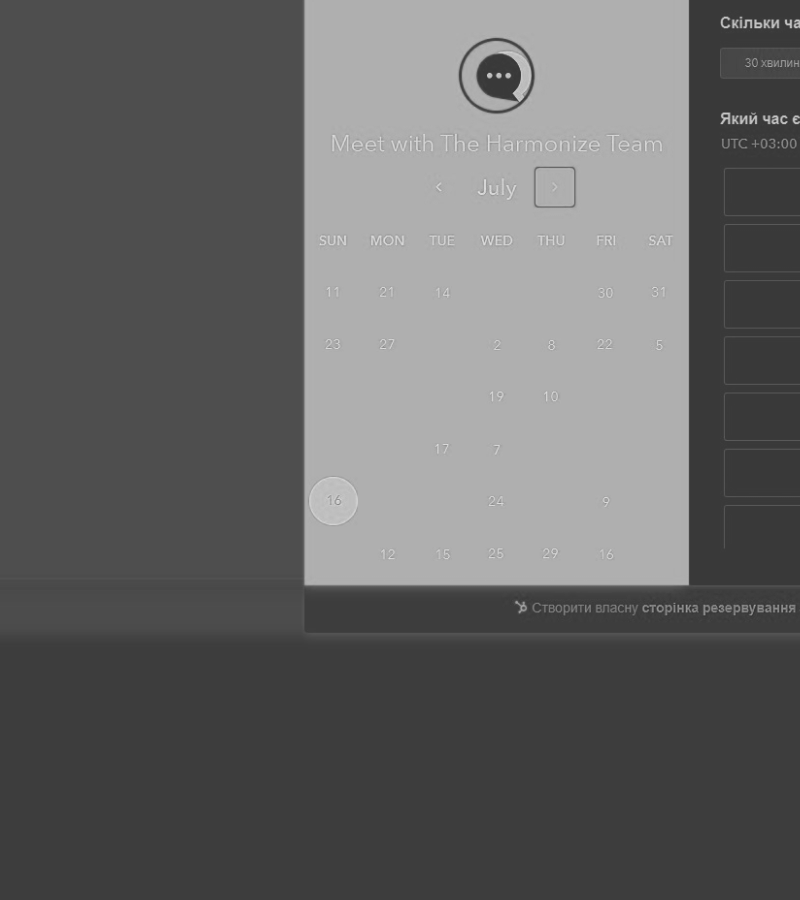 Meet with The Harmonize Team
July
SUN MON TUE WED THU FRI SAT
11 21 14 30 31
23 27 2 8 22 5
19 10
17 7
16 24 9
12 15 25 29 16
Скільки ча
30 хвилин
Який час є
UTC +03:00
Створити власну сторінка резервування